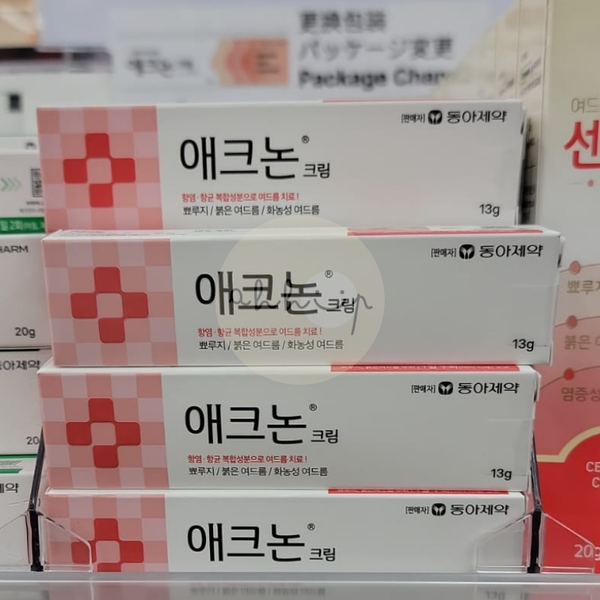 更換包装
パッケージ変更
Package Chan
애크논® 크림
[판매자] 동아제약
항염·항균 복합성분으로 여드름 치료!
뾰루지 / 붉은 여드름 / 화농성 여드름
13g
애크논® 크림
[판매자] 동아제약
항염·항균 복합성분으로 여드름 치료!
뾰루지 / 붉은 여드름 / 화농성 여드름
13g
애크논® 크림
[판매자] 동아제약
항염·항균 복합성분으로 여드름 치료!
뾰루지 / 붉은 여드름 / 화농성 여드름
13g
애크논® 크림
[판매자] 동아제약
20g
20
여드
센
뾰루지
붉은 여
염증성
CE
C
20g